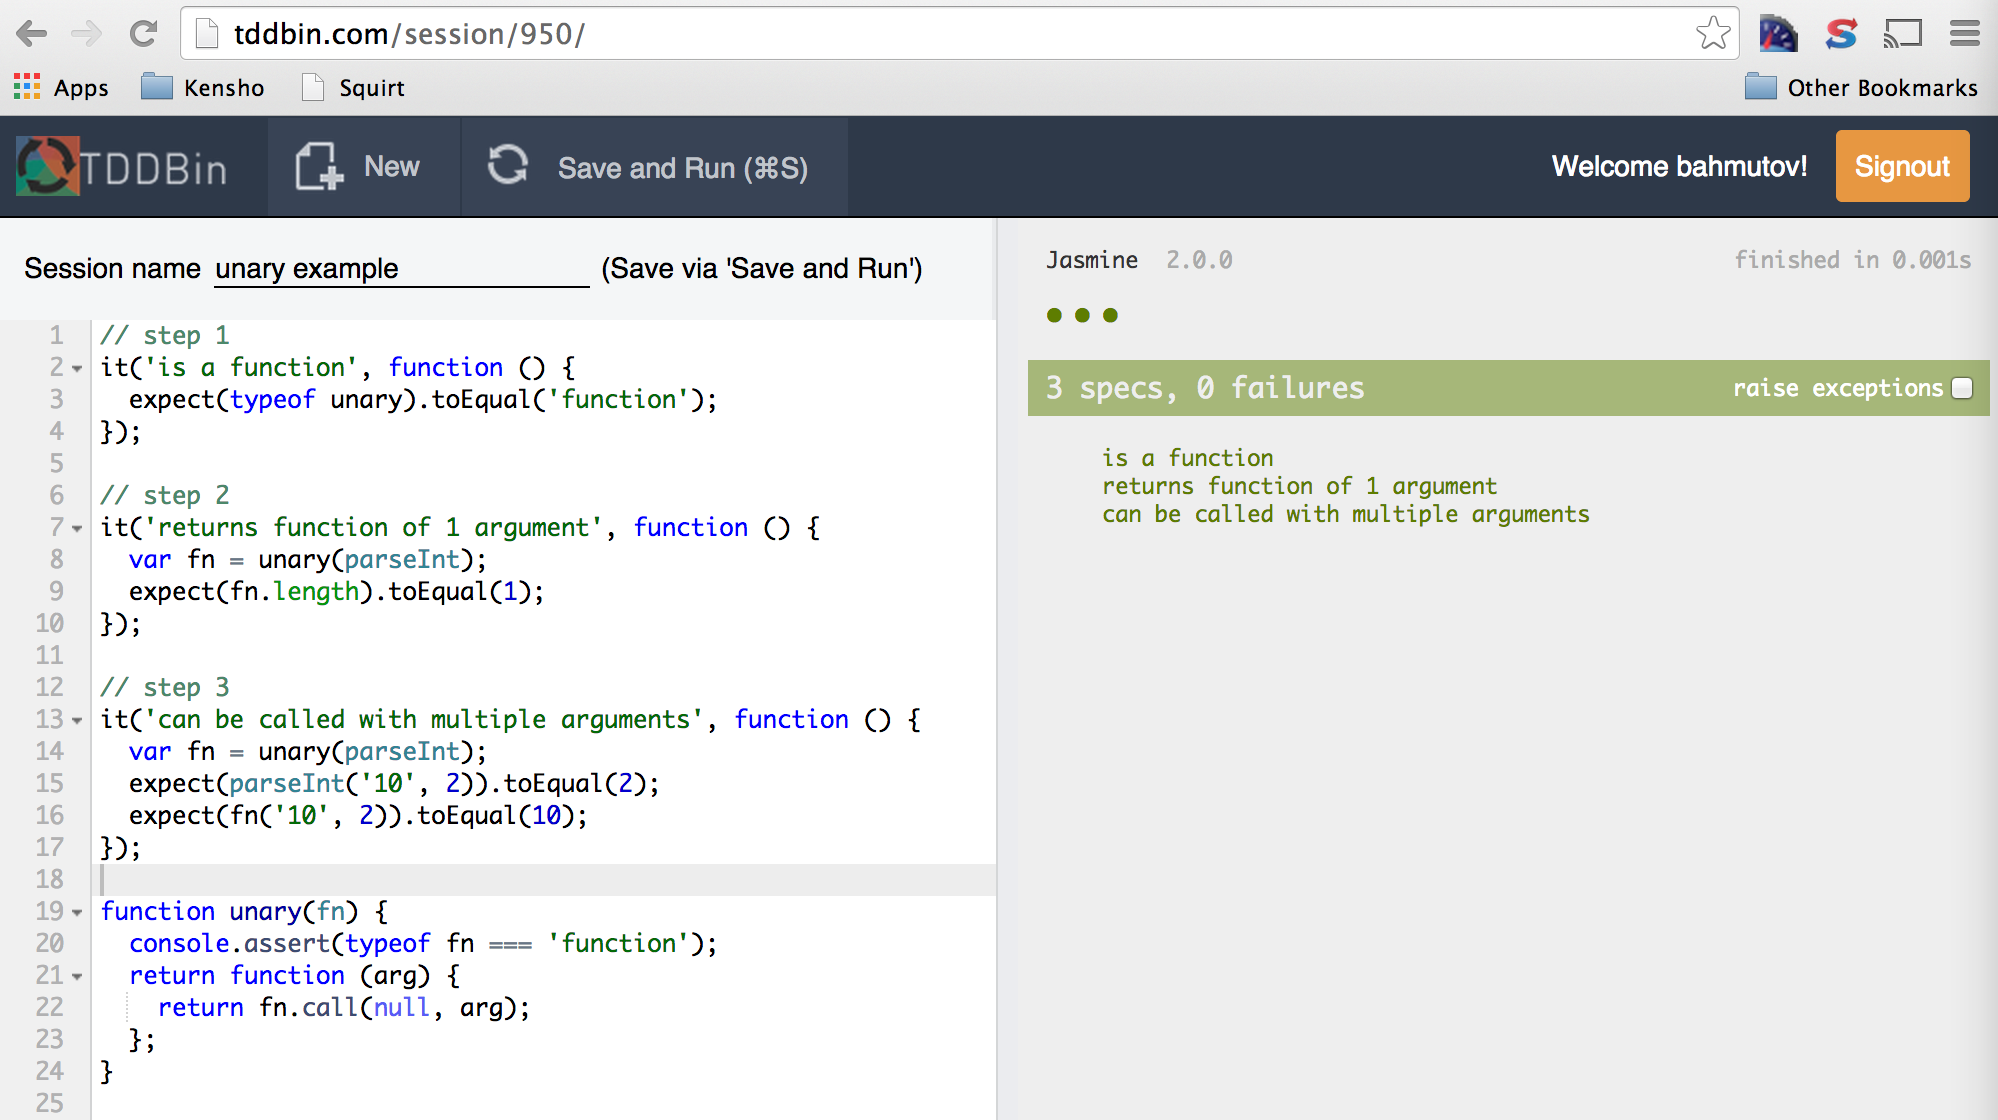 tddbin.com/session/950/
Apps Kensho Squirt Other Bookmarks
TDDBin New Save and Run (⌘S) Welcome bahmutov! Signout
Session name unary example (Save via 'Save and Run')
1 // step 1
2 it('is a function', function () {
3   expect(typeof unary).toEqual('function');
4 });
5
6 // step 2
7 it('returns function of 1 argument', function () {
8   var fn = unary(parseInt);
9   expect(fn.length).toEqual(1);
10 });
11
12 // step 3
13 it('can be called with multiple arguments', function () {
14   var fn = unary(parseInt);
15   expect(parseInt('10', 2)).toEqual(2);
16   expect(fn('10', 2)).toEqual(10);
17 });
18
19 function unary(fn) {
20   console.assert(typeof fn === 'function');
21   return function (arg) {
22     return fn.call(null, arg);
23   };
24 }
25
Jasmine 2.0.0 finished in 0.001s
3 specs, 0 failures raise exceptions
is a function
returns function of 1 argument
can be called with multiple arguments